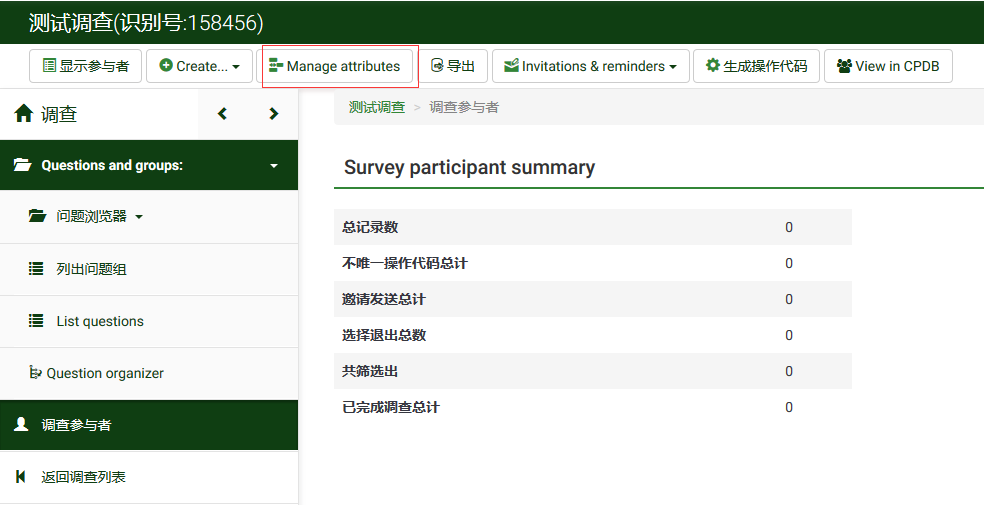 测试调查(识别号:158456)
显示参与者 Create... Manage attributes 导出 Invitations & reminders 生成操作代码 View in CPDB
调查
测试调查 > 调查参与者
Questions and groups:
问题浏览器
列出问题组
List questions
Question organizer
调查参与者
返回调查列表
Survey participant summary
总记录数 0
不唯一操作代码总计 0
邀请发送总计 0
选择退出总数 0
共筛选出 0
已完成调查总计 0